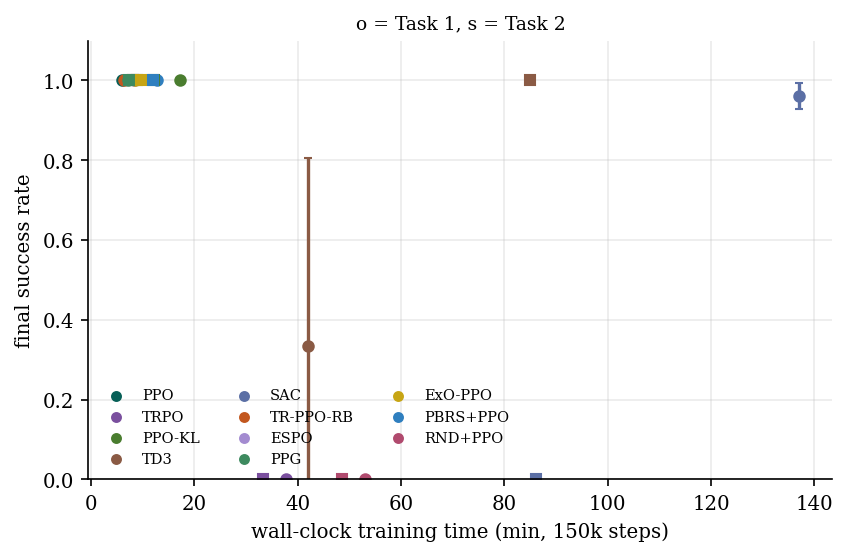 o = Task 1, s = Task 2
final success rate
1.0
0.8
0.6
0.4
0.2
0.0
PPO
TRPO
PPO-KL
TD3
SAC
TR-PPO-RB
ESPO
PPG
ExO-PPO
PBRS+PPO
RND+PPO
0 20 40 60 80 100 120 140
wall-clock training time (min, 150k steps)